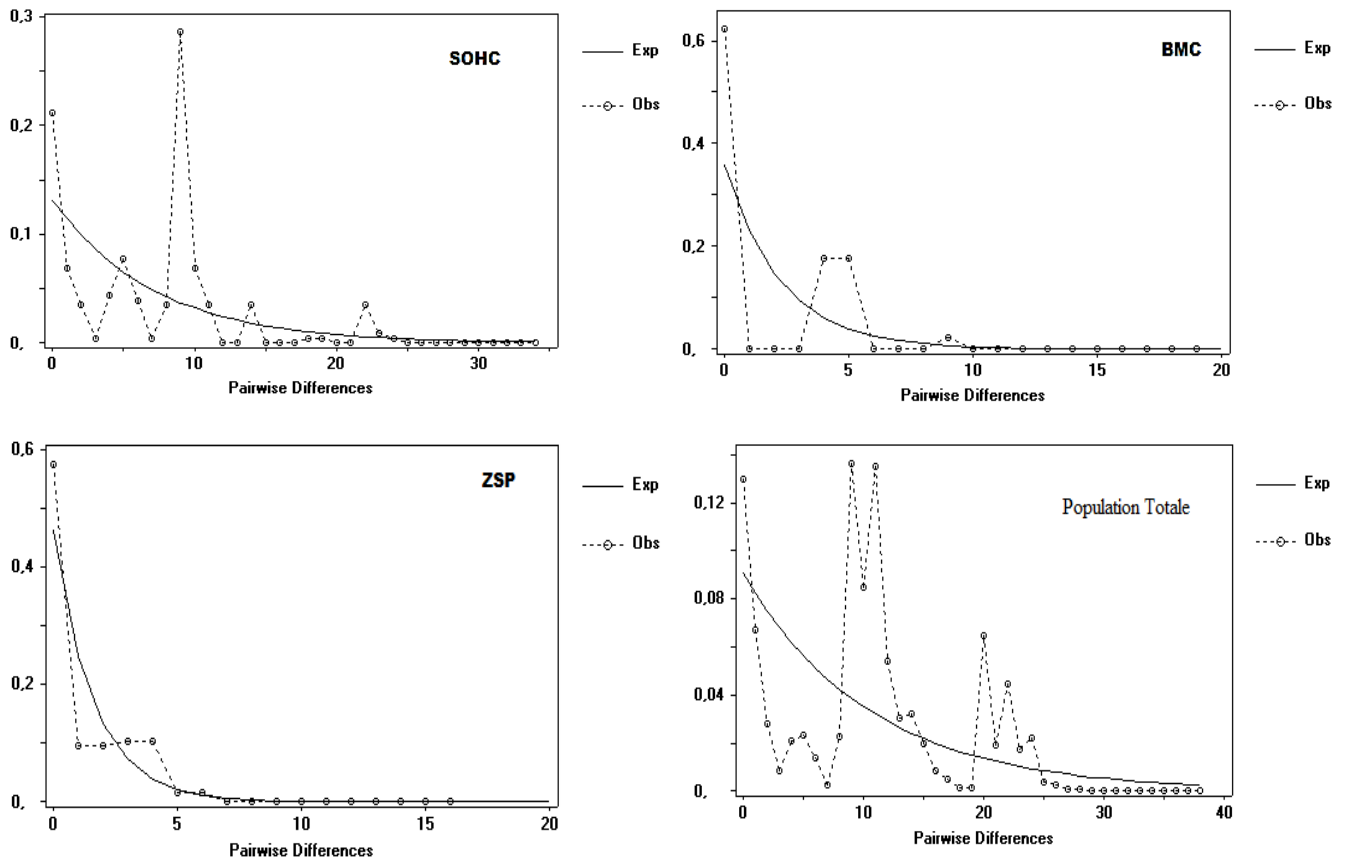 0,3
0,2
0,1
0,
0
10
20
30
Pairwise Differences
SOHC
Exp
Obs
0,6
0,4
0,2
0,
0
5
10
15
20
Pairwise Differences
BMC
Exp
Obs
0,6
0,4
0,2
0,
0
5
10
15
20
Pairwise Differences
ZSP
Exp
Obs
0,12
0,08
0,04
0,
0
10
20
30
40
Pairwise Differences
Population Totale
Exp
Obs